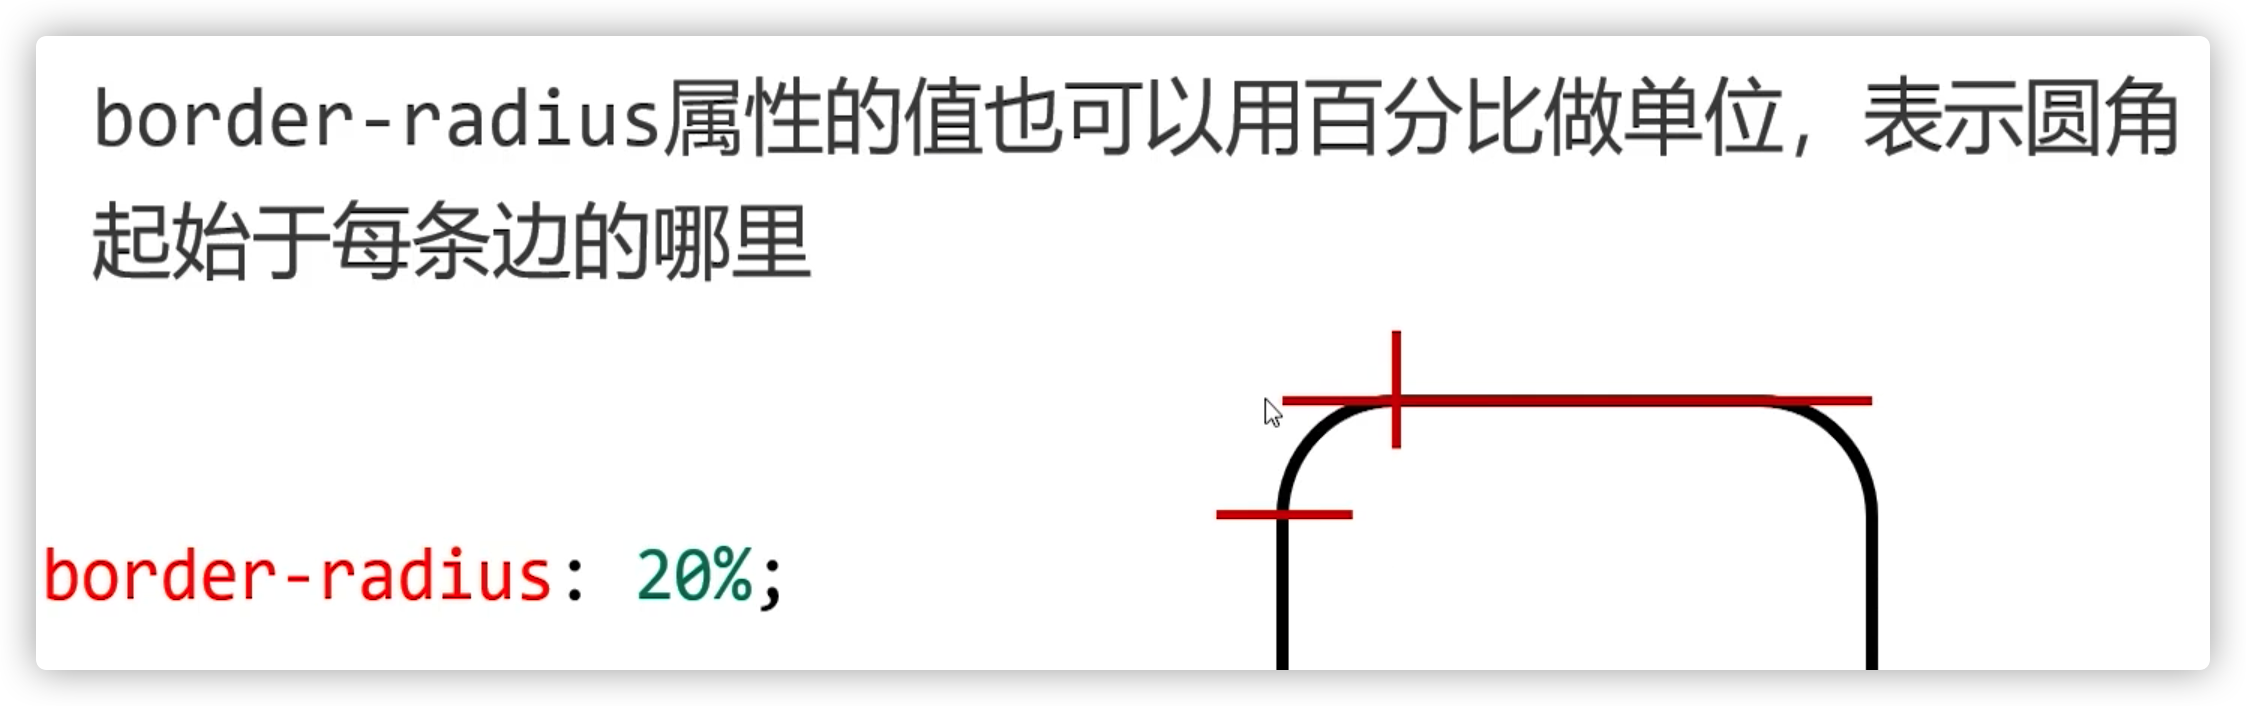 border-radius属性的值也可以用百分比做单位，表示圆角
起始于每条边的哪里
border-radius: 20%;